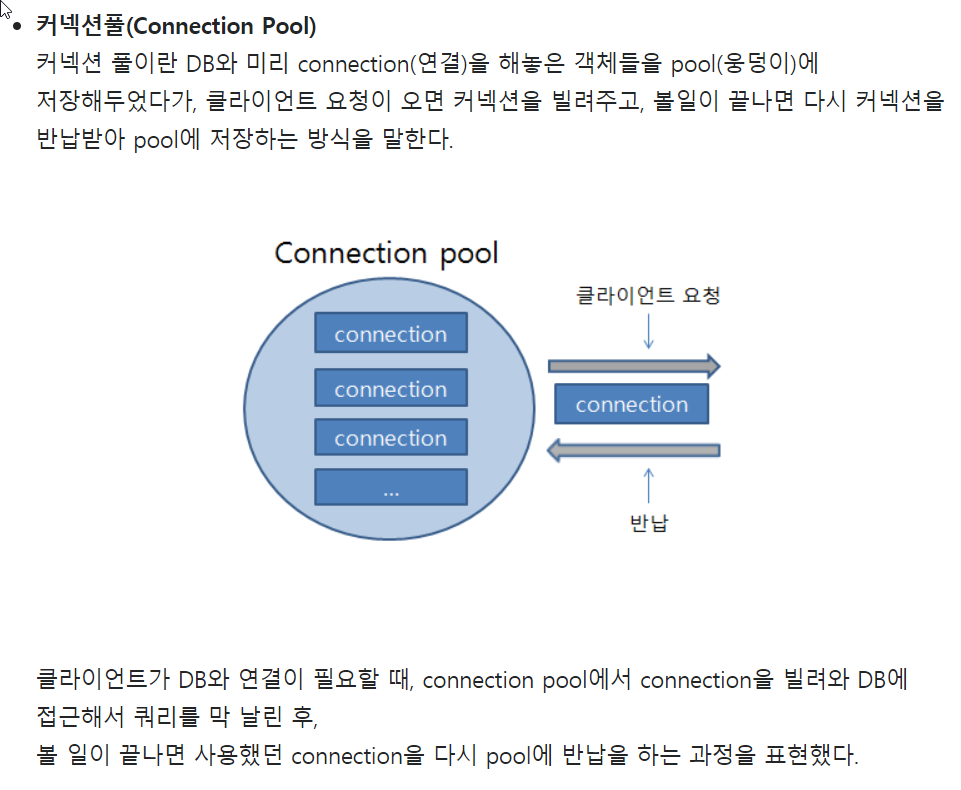 커넥션풀(Connection Pool)
커넥션 풀이란 DB와 미리 connection(연결)을 해놓은 객체들을 pool(웅덩이)에
저장해두었다가, 클라이언트 요청이 오면 커넥션을 빌려주고, 볼일이 끝나면 다시 커넥션을
반납받아 pool에 저장하는 방식을 말한다.
Connection pool
클라이언트 요청
connection
connection
connection
connection
...
반납
클라이언트가 DB와 연결이 필요할 때, connection pool에서 connection을 빌려와 DB에
접근해서 쿼리를 막 날린 후,
볼 일이 끝나면 사용했던 connection을 다시 pool에 반납을 하는 과정을 표현했다.